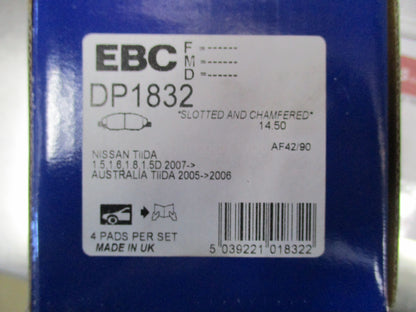 EBC F = ------
M = ------
D = ------
DP1832
"SLOTTED AND CHAMFERED"
14.50
AF42/90
NISSAN TIIDA
1.5,1.6,1.8,1.5D 2007->
AUSTRALIA TIIDA 2005->2006
4 PADS PER SET
MADE IN UK
5 039221 018322